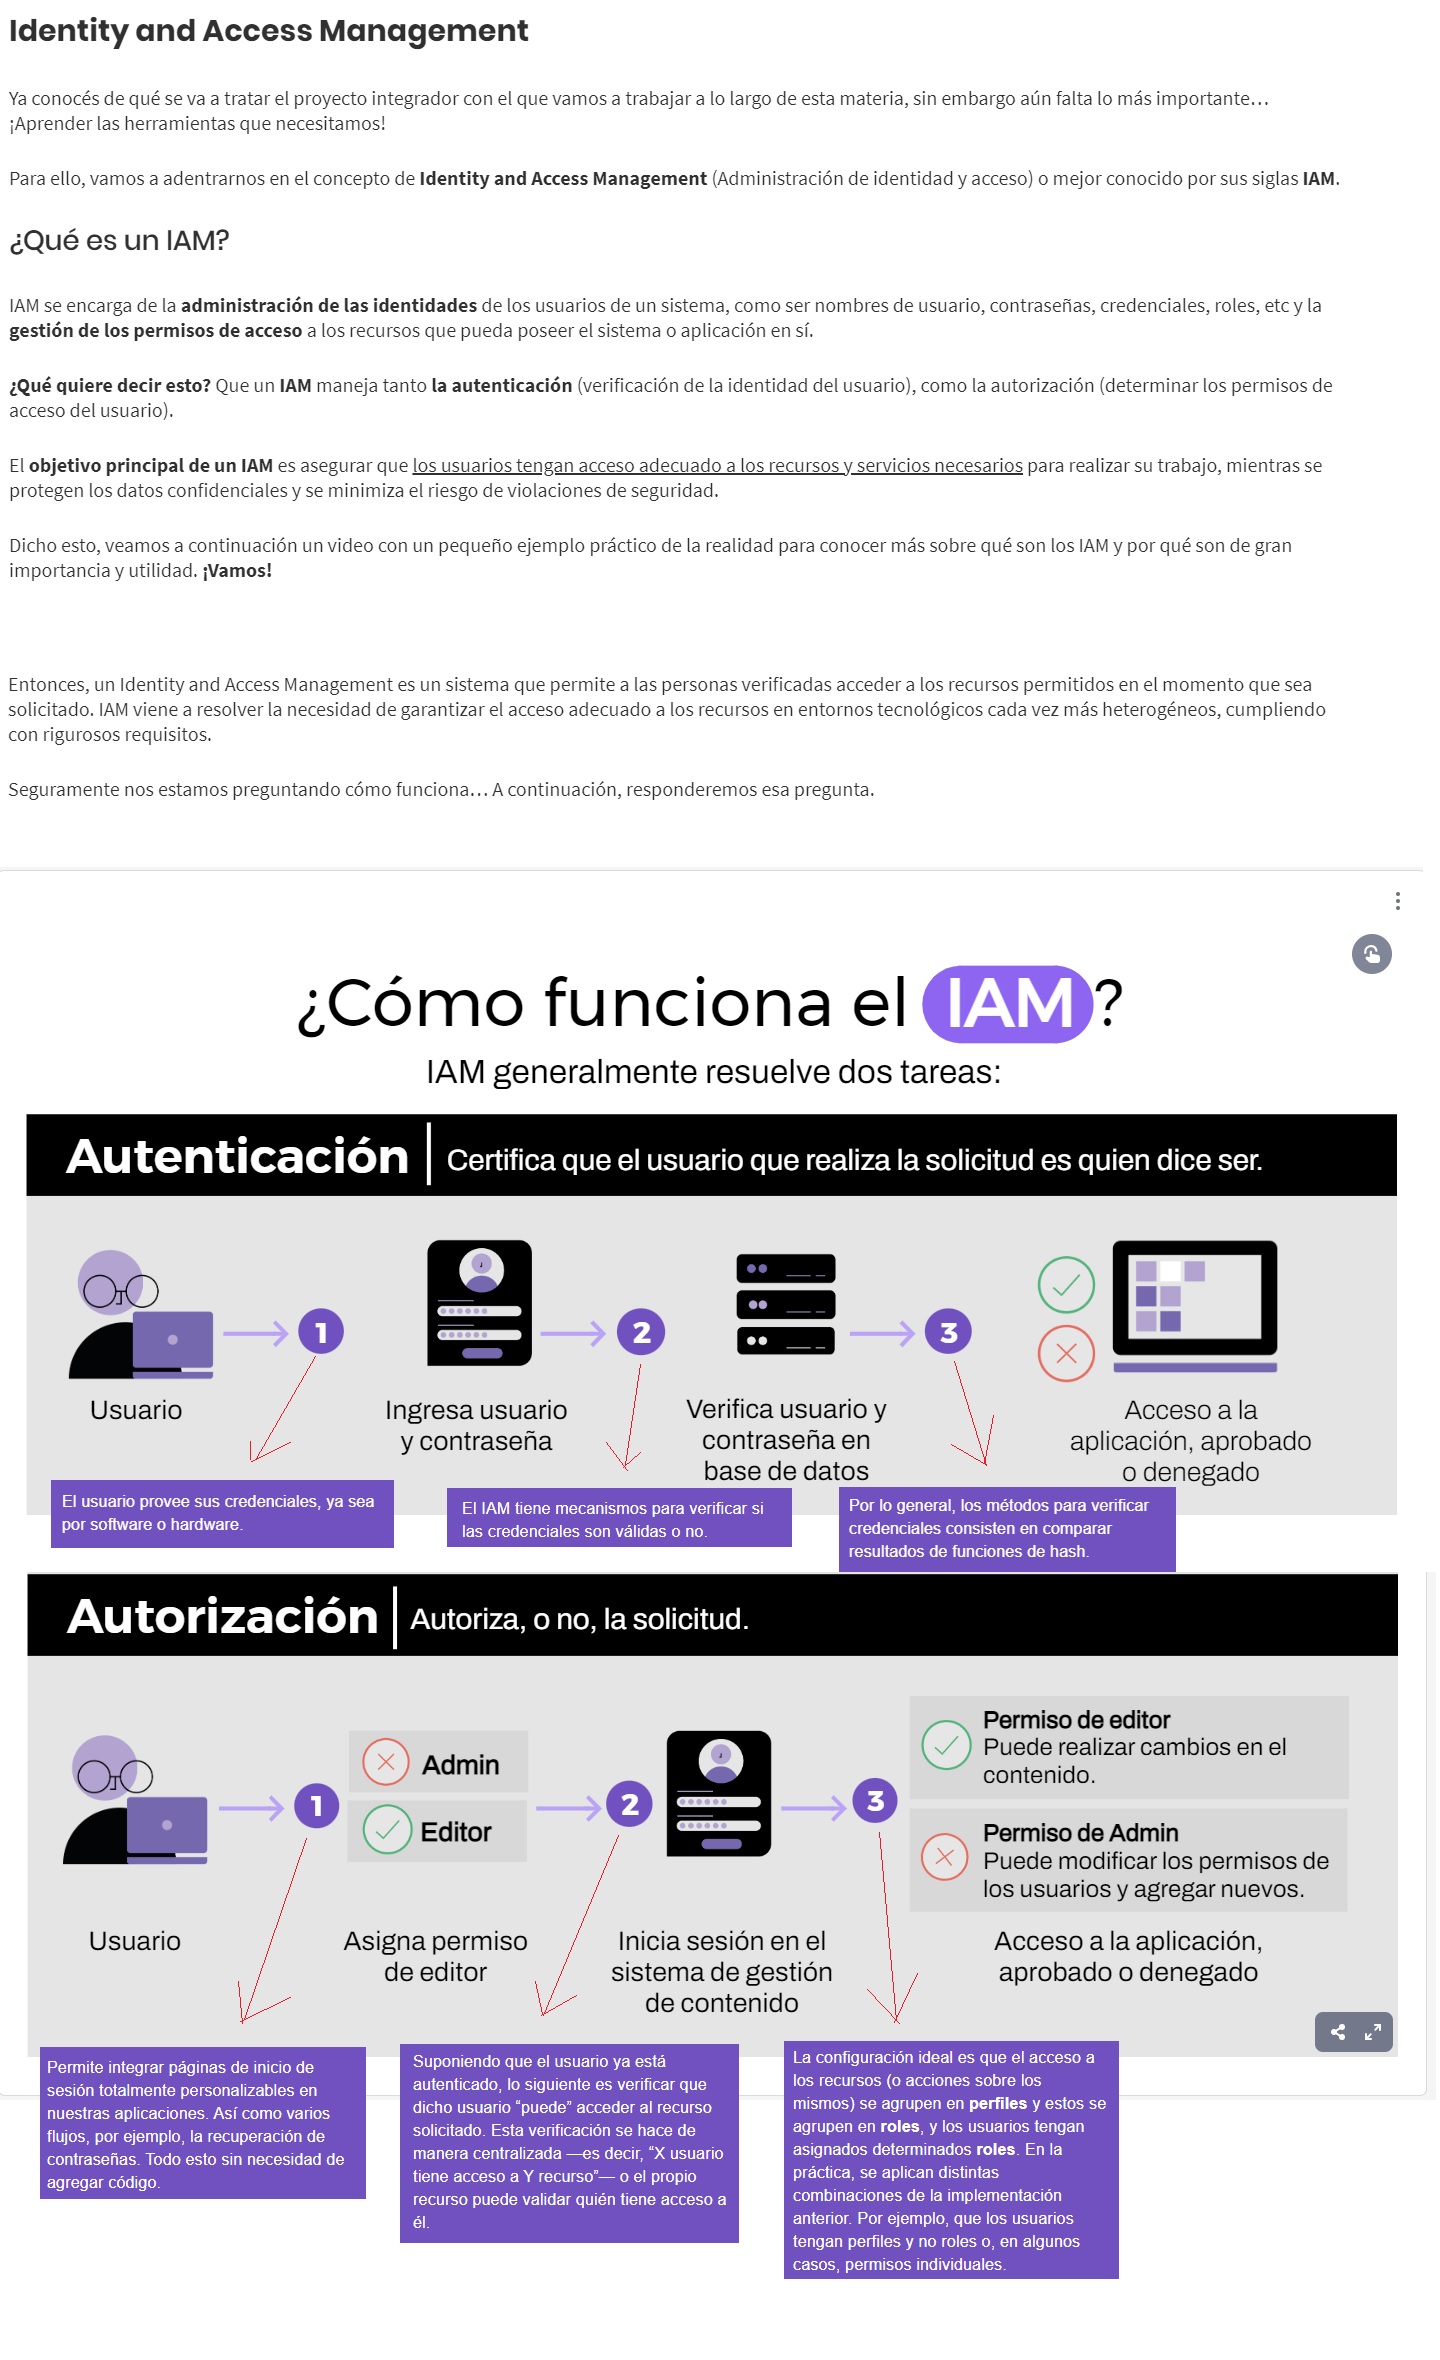 Identity and Access Management
Ya conocés de qué se va a tratar el proyecto integrador con el que vamos a trabajar a lo largo de esta materia, sin embargo aún falta lo más importante…
¡Aprender las herramientas que necesitamos!
Para ello, vamos a adentrarnos en el concepto de Identity and Access Management (Administración de identidad y acceso) o mejor conocido por sus siglas IAM.
¿Qué es un IAM?
IAM se encarga de la administración de las identidades de los usuarios de un sistema, como ser nombres de usuario, contraseñas, credenciales, roles, etc y la
gestión de los permisos de acceso a los recursos que pueda poseer el sistema o aplicación en sí.
¿Qué quiere decir esto? Que un IAM maneja tanto la autenticación (verificación de la identidad del usuario), como la autorización (determinar los permisos de
acceso del usuario).
El objetivo principal de un IAM es asegurar que los usuarios tengan acceso adecuado a los recursos y servicios necesarios para realizar su trabajo, mientras se
protegen los datos confidenciales y se minimiza el riesgo de violaciones de seguridad.
Dicho esto, veamos a continuación un video con un pequeño ejemplo práctico de la realidad para conocer más sobre qué son los IAM y por qué son de gran
importancia y utilidad. ¡Vamos!
Entonces, un Identity and Access Management es un sistema que permite a las personas verificadas acceder a los recursos permitidos en el momento que sea
solicitado. IAM viene a resolver la necesidad de garantizar el acceso adecuado a los recursos en entornos tecnológicos cada vez más heterogéneos, cumpliendo
con rigurosos requisitos.
Seguramente nos estamos preguntando cómo funciona… A continuación, responderemos esa pregunta.
¿Cómo funciona el IAM?
IAM generalmente resuelve dos tareas:
Autenticación | Certifica que el usuario que realiza la solicitud es quien dice ser.
1
2
3
Usuario
Ingresa usuario
y contraseña
Verifica usuario y
contraseña en
base de datos
Acceso a la
aplicación, aprobado
o denegado
El usuario provee sus credenciales, ya sea
por software o hardware.
El IAM tiene mecanismos para verificar si
las credenciales son válidas o no.
Por lo general, los métodos para verificar
credenciales consisten en comparar
resultados de funciones de hash.
Autorización | Autoriza, o no, la solicitud.
1
Admin
Editor
2
3
Permiso de editor
Puede realizar cambios en el
contenido.
Permiso de Admin
Puede modificar los permisos de
los usuarios y agregar nuevos.
Usuario
Asigna permiso
de editor
Inicia sesión en el
sistema de gestión
de contenido
Acceso a la aplicación,
aprobado o denegado
Permite integrar páginas de inicio de
sesión totalmente personalizables en
nuestras aplicaciones. Así como varios
flujos, por ejemplo, la recuperación de
contraseñas. Todo esto sin necesidad de
agregar código.
Suponiendo que el usuario ya está
autenticado, lo siguiente es verificar que
dicho usuario “puede” acceder al recurso
solicitado. Esta verificación se hace de
manera centralizada —es decir, “X usuario
tiene acceso a Y recurso”— o el propio
recurso puede validar quién tiene acceso a
él.
La configuración ideal es que el acceso a
los recursos (o acciones sobre los
mismos) se agrupen en perfiles y estos se
agrupen en roles, y los usuarios tengan
asignados determinados roles. En la
práctica, se aplican distintas
combinaciones de la implementación
anterior. Por ejemplo, que los usuarios
tengan perfiles y no roles o, en algunos
casos, permisos individuales.